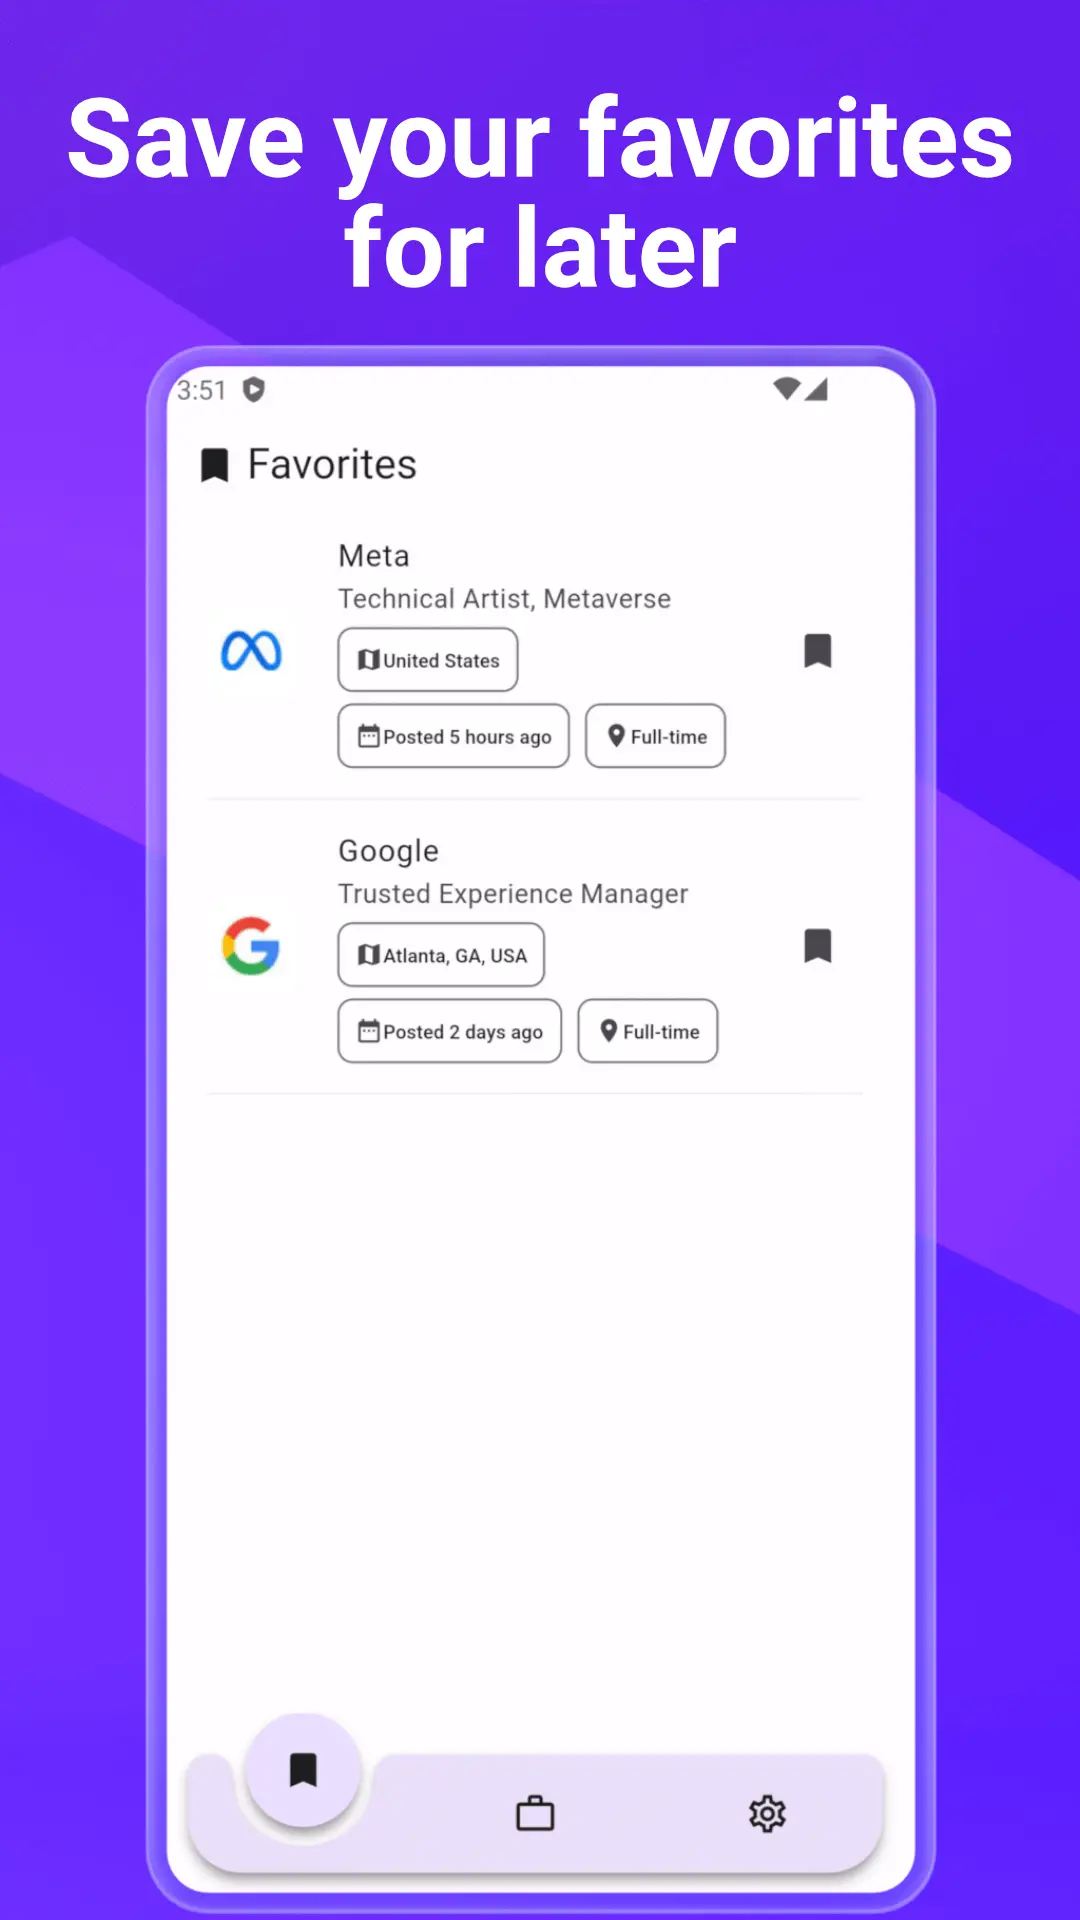 Save your favorites
for later
3:51
Favorites
Meta
Technical Artist, Metaverse
United States
Posted 5 hours ago
Full-time
Google
Trusted Experience Manager
Atlanta, GA, USA
Posted 2 days ago
Full-time